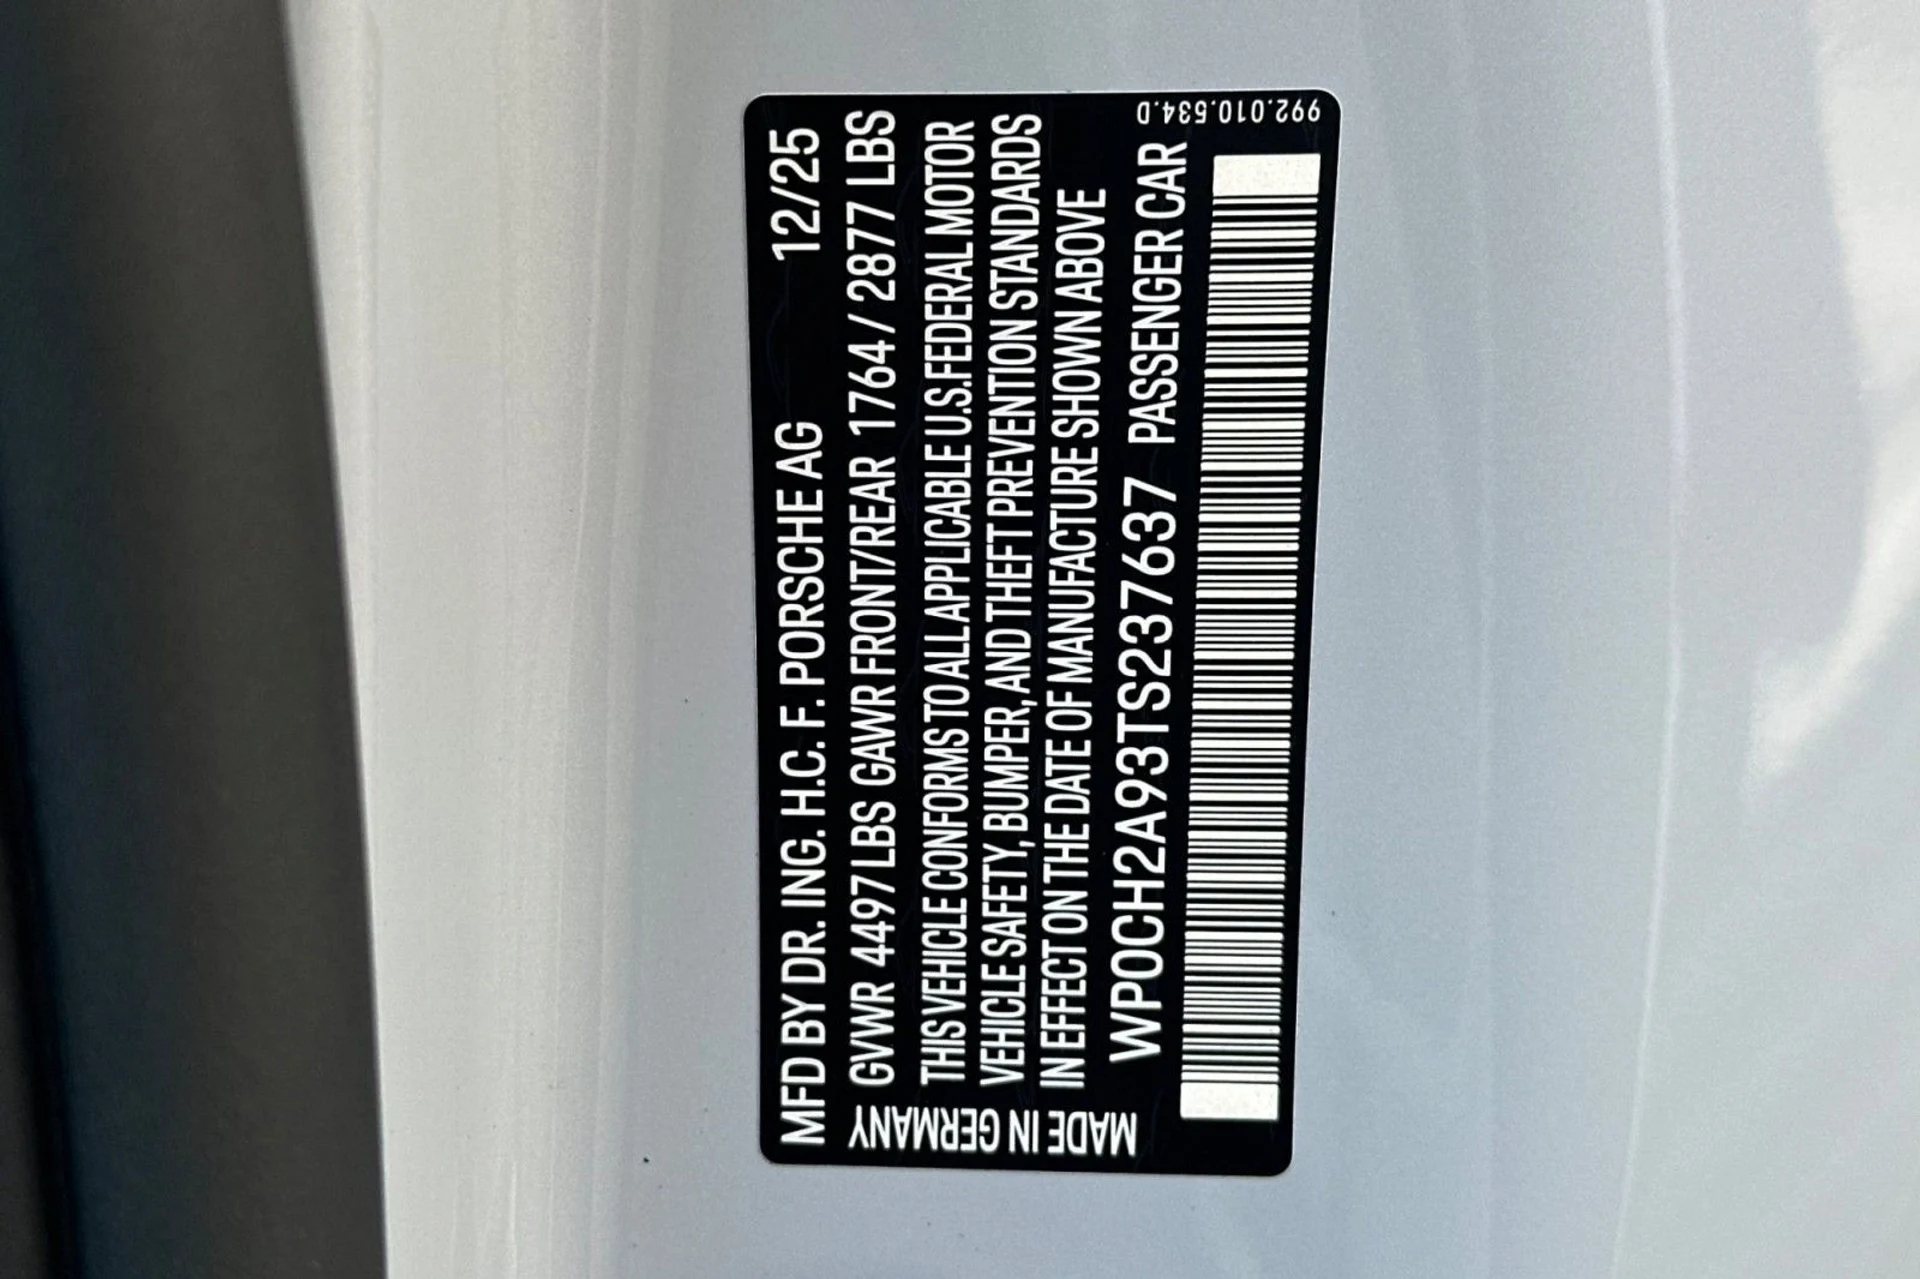 MFD BY DR. ING. H.C. F. PORSCHE AG 12/25
GVWR 4497 LBS GAWR FRONT/REAR 1764 / 2877 LBS
THIS VEHICLE CONFORMS TO ALL APPLICABLE U.S.FEDERAL MOTOR
VEHICLE SAFETY, BUMPER, AND THEFT PREVENTION STANDARDS
IN EFFECT ON THE DATE OF MANUFACTURE SHOWN ABOVE
WP0CH2A93TS237637 PASSENGER CAR
MADE IN GERMANY
992.010.534.D